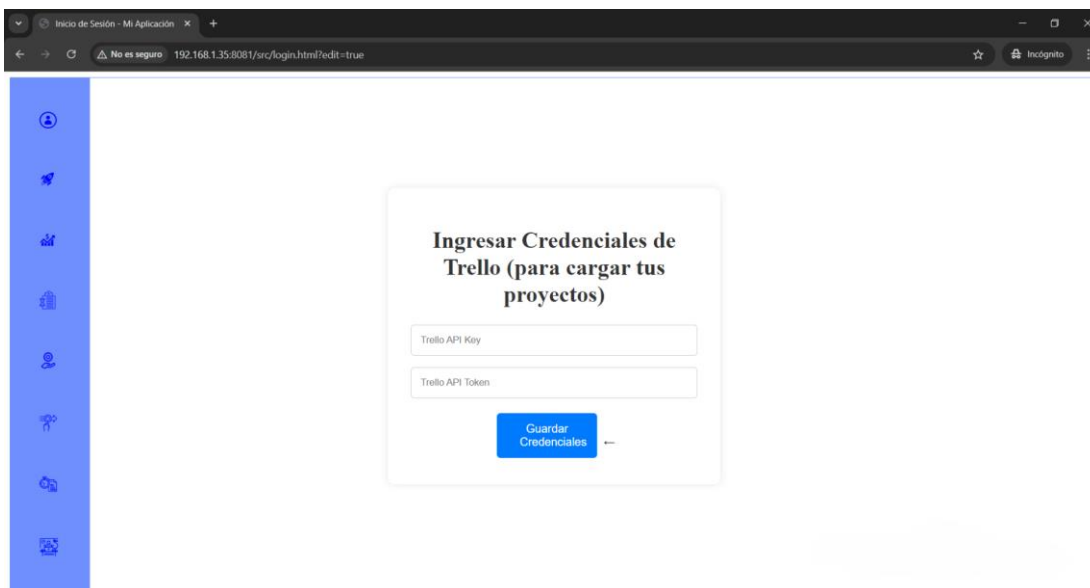 Inicio de Sesión - Mi Aplicación
No es seguro 192.168.1.35:8081/src/login.html?edit=true Incógnito
Ingresar Credenciales de
Trello (para cargar tus
proyectos)
Trello API Key
Trello API Token
Guardar
Credenciales